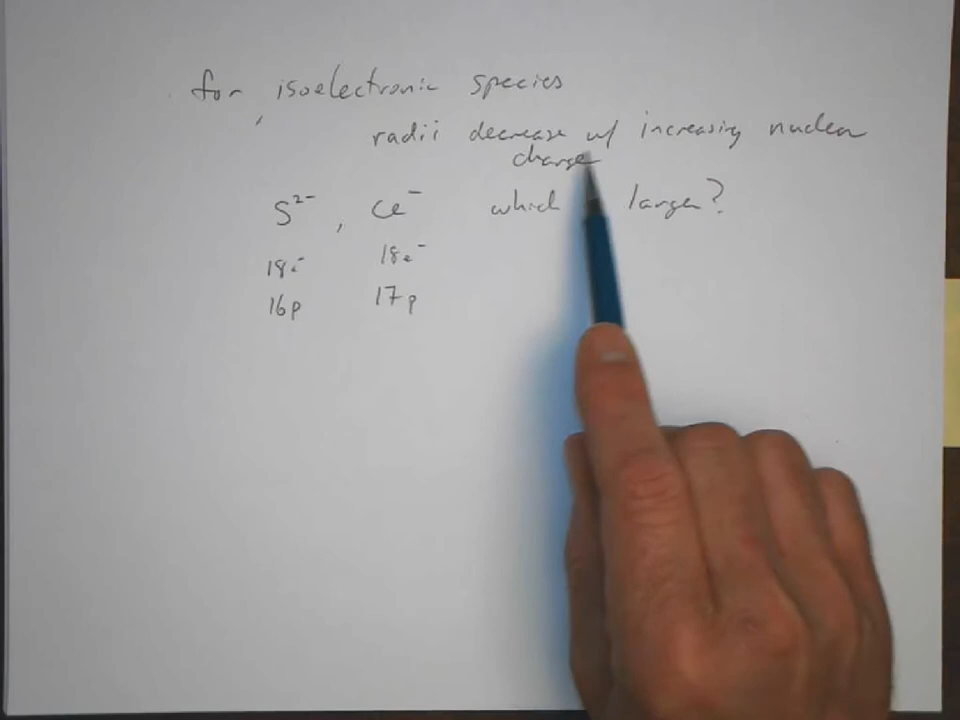 for isoelectronic species
,
radii decrease w/ increasing nuclear
charge
S²⁻ , Cl⁻ which larger?
18e⁻ 18e⁻
16p 17p